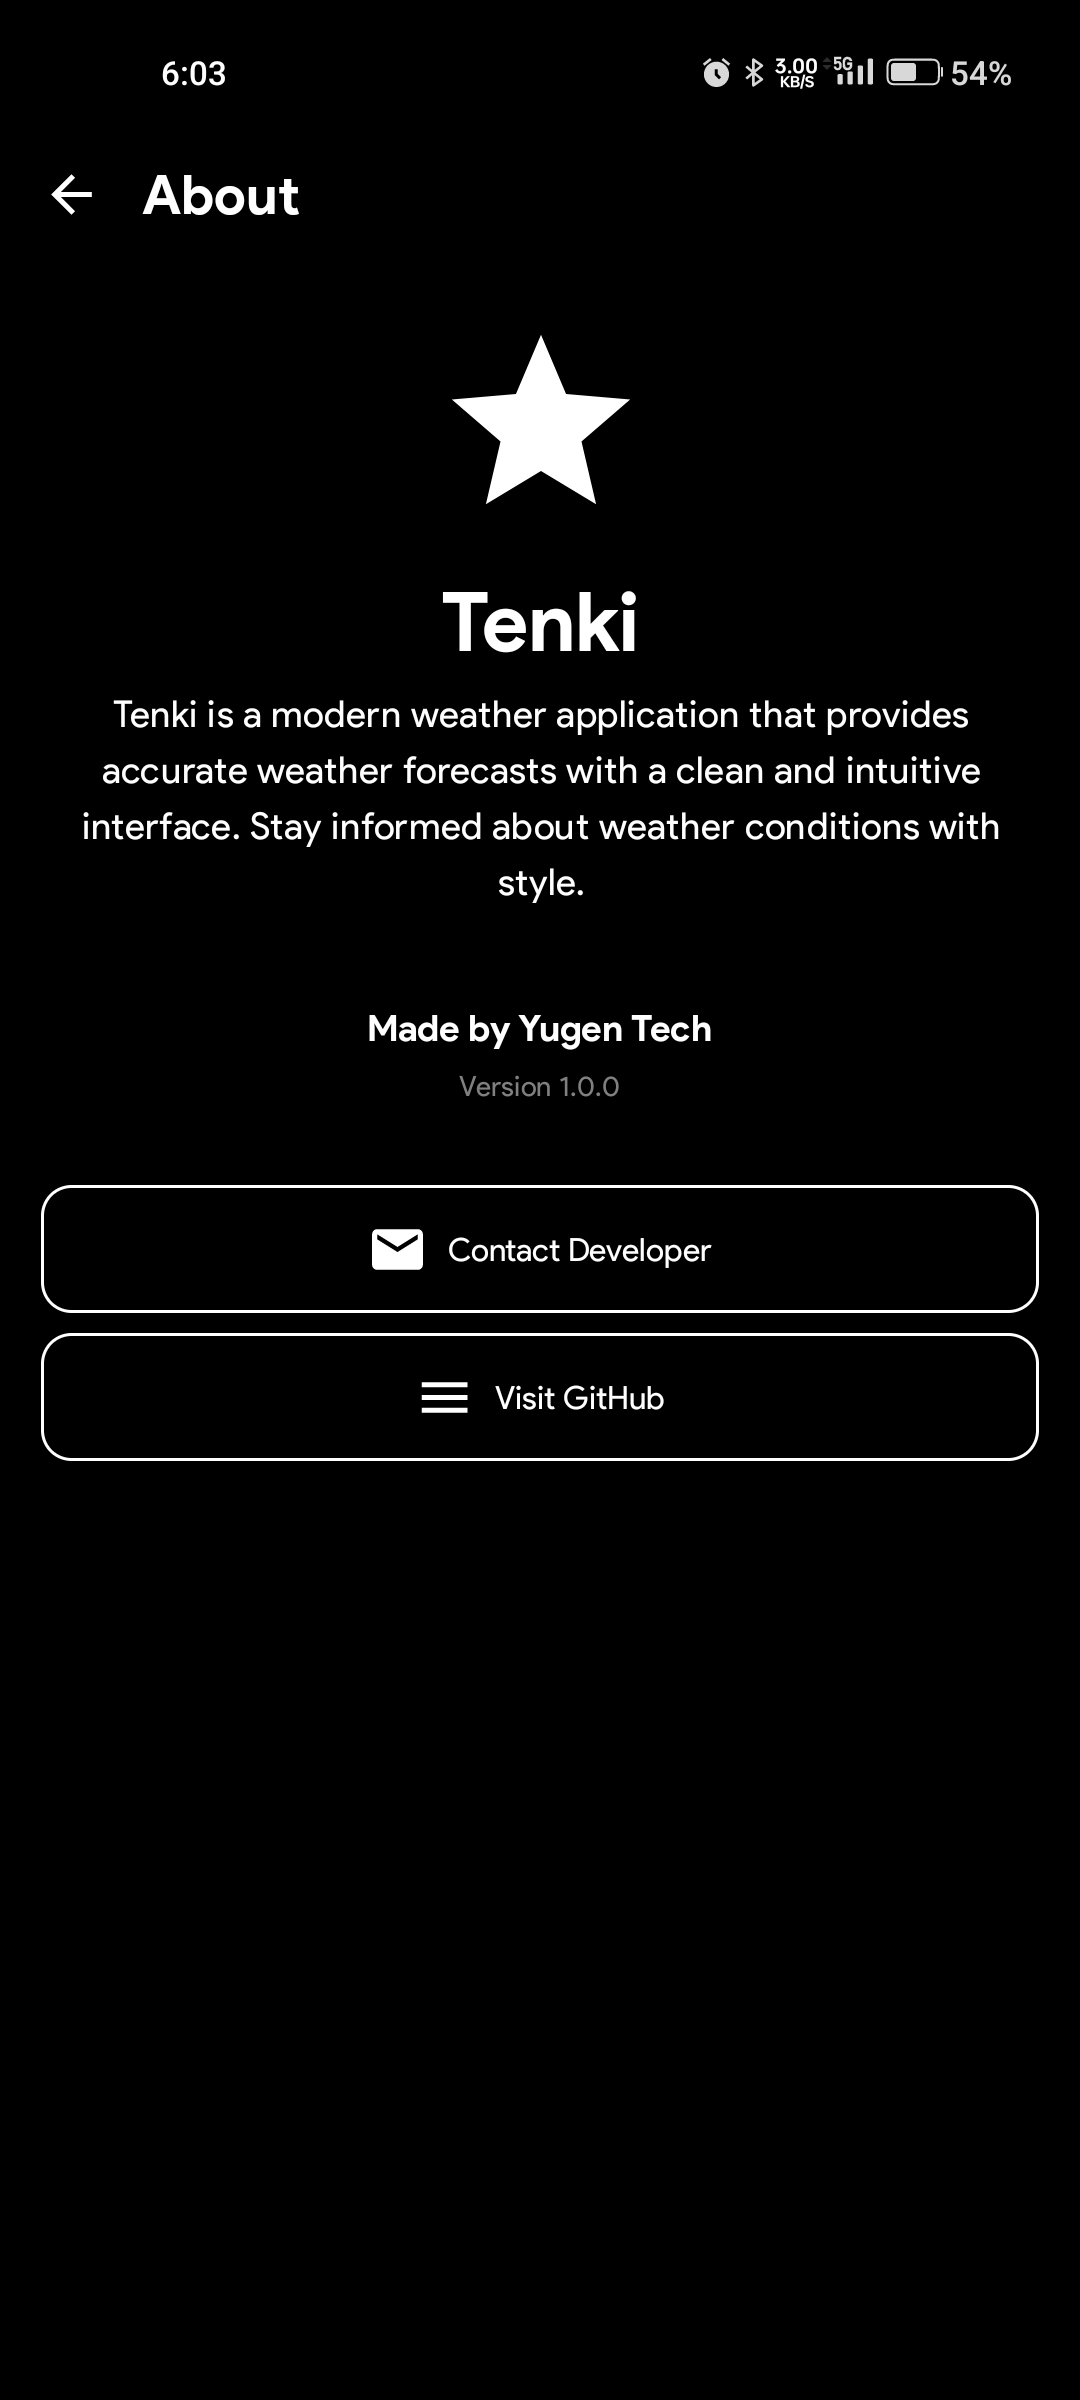 6:03
3.00
KB/S
5G
54%
About
Tenki
Tenki is a modern weather application that provides
accurate weather forecasts with a clean and intuitive
interface. Stay informed about weather conditions with
style.
Made by Yugen Tech
Version 1.0.0
Contact Developer
Visit GitHub